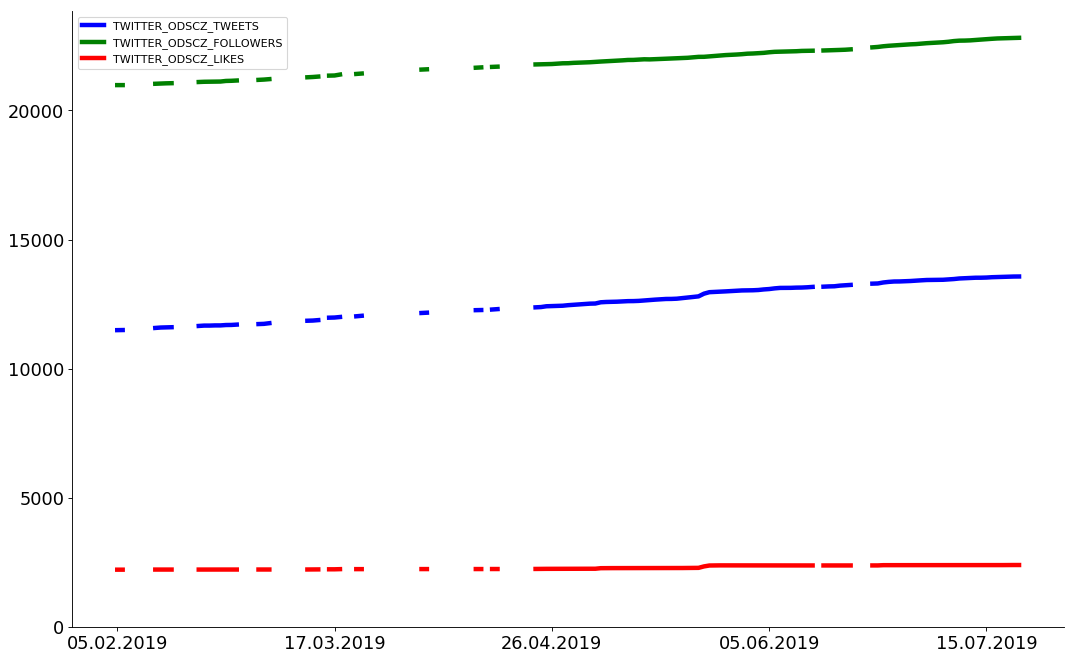 TWITTER_ODSCZ_TWEETS
TWITTER_ODSCZ_FOLLOWERS
TWITTER_ODSCZ_LIKES
20000
15000
10000
5000
0
05.02.2019 17.03.2019 26.04.2019 05.06.2019 15.07.2019